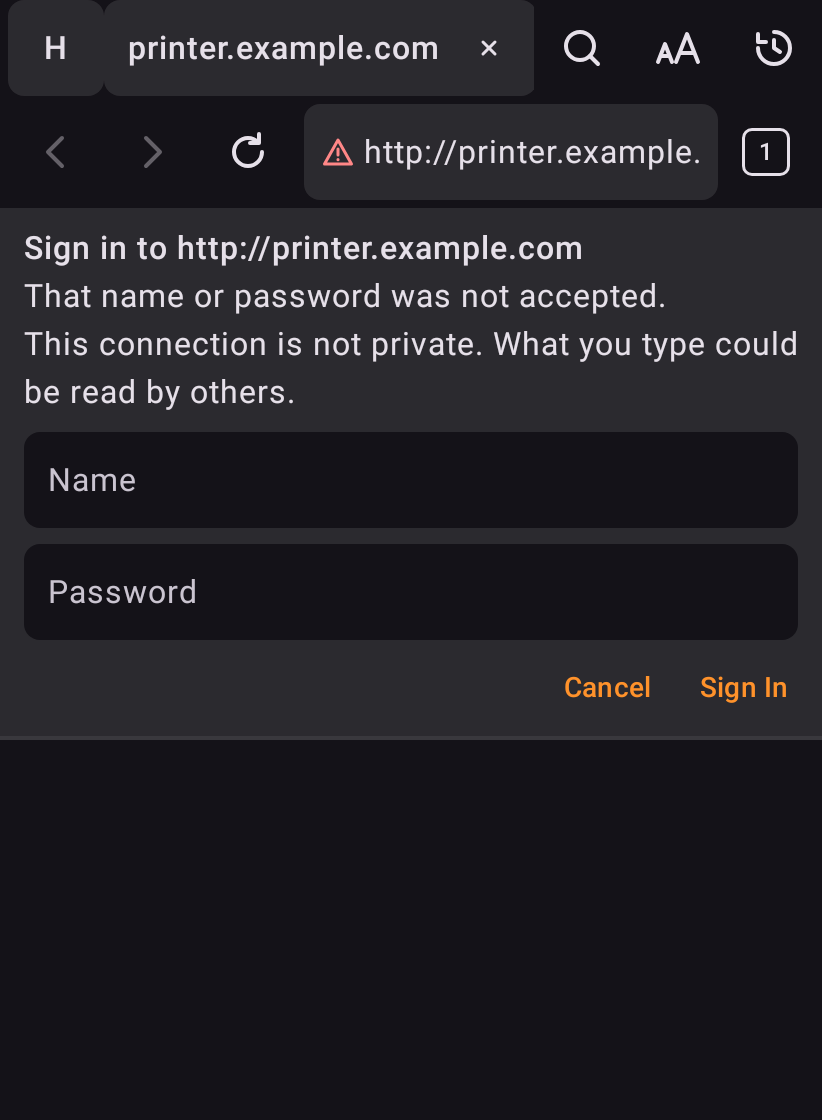 H
printer.example.com
AA
http://printer.example.
1
Sign in to http://printer.example.com
That name or password was not accepted.
This connection is not private. What you type could
be read by others.
Name
Password
Cancel Sign In